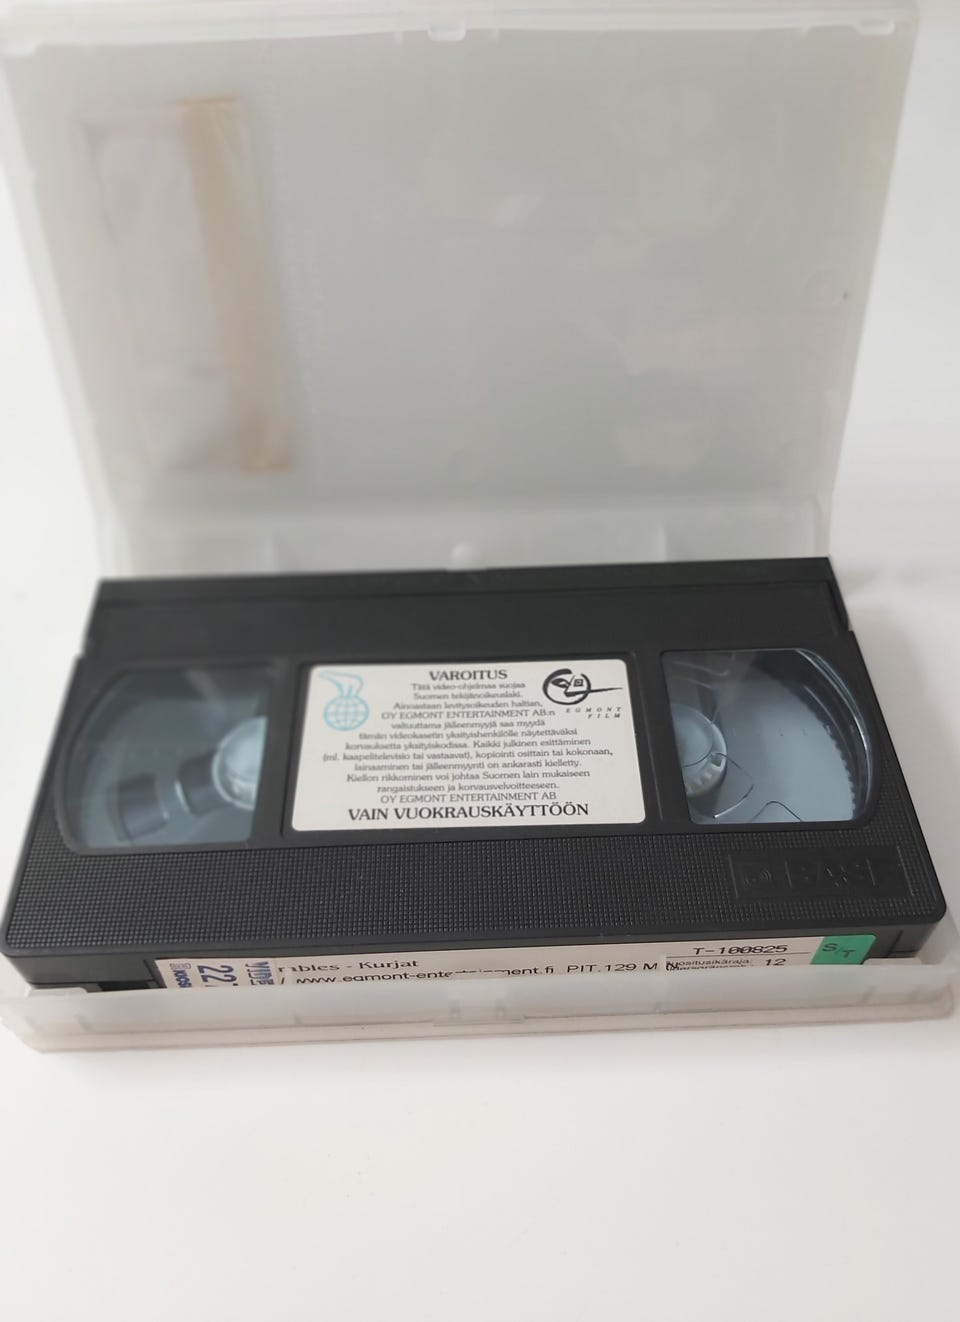 VAROITUS
Tätä video-ohjelmaa suojaa
Suomen tekijänoikeuslaki.
Ainoastaan levitysoikeuden haltian,
OY EGMONT ENTERTAINMENT AB:n
valtuuttama jälleenmyyjä saa myydä
tämän videokasetin yksityishenkilölle näytettäväksi
korvauksetta yksityiskodissa. Kaikki julkinen esittäminen
(ml. kaapelitelevisio tai vastaavat), kopiointi osittain tai kokonaan,
lainaaminen tai jälleenmyynti on ankarasti kielletty.
Kiellon rikkominen voi johtaa Suomen lain mukaiseen
rangaistukseen ja korvausvelvoitteeseen.
OY EGMONT ENTERTAINMENT AB
VAIN VUOKRAUSKÄYTTÖÖN
EGMONT
FILM
BASF
rables - Kurjat
T-100825
S/T
www.egmont-entertainment.fi PIT.129 M
suositusikäraja: 12